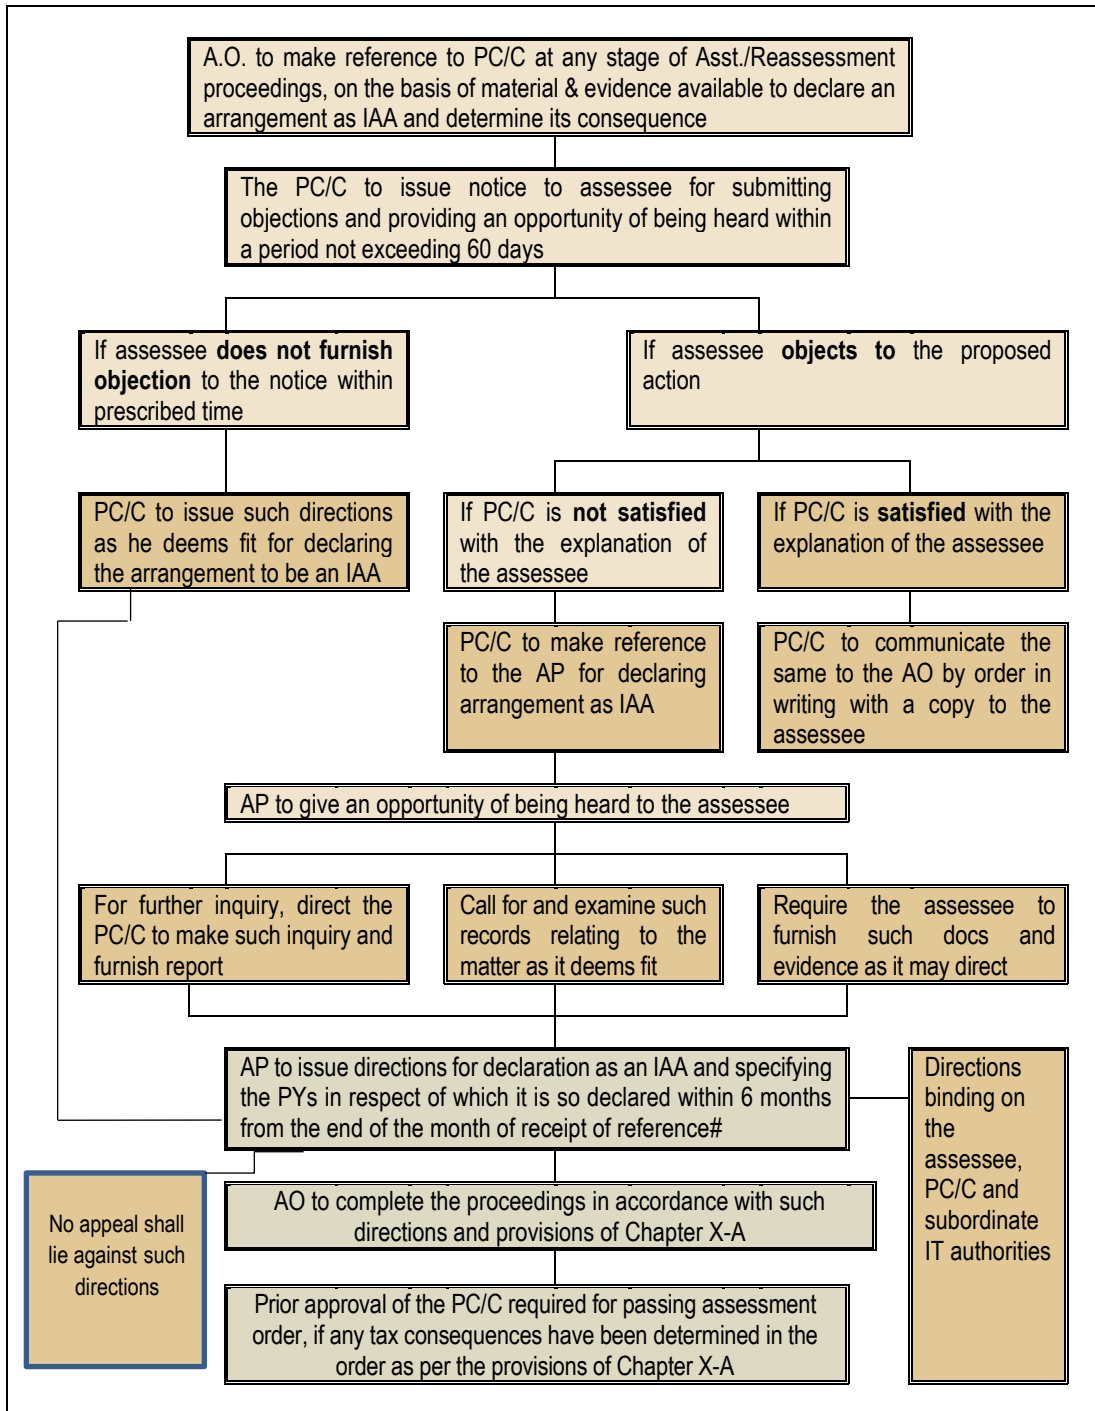 A.O. to make reference to PC/C at any stage of Asst./Reassessment
proceedings, on the basis of material & evidence available to declare an
arrangement as IAA and determine its consequence
The PC/C to issue notice to assessee for submitting
objections and providing an opportunity of being heard within
a period not exceeding 60 days
If assessee does not furnish
objection to the notice within
prescribed time
If assessee objects to the proposed
action
PC/C to issue such directions
as he deems fit for declaring
the arrangement to be an IAA
If PC/C is not satisfied
with the explanation of
the assessee
If PC/C is satisfied with the
explanation of the assessee
PC/C to make reference
to the AP for declaring
arrangement as IAA
PC/C to communicate the
same to the AO by order in
writing with a copy to the
assessee
AP to give an opportunity of being heard to the assessee
For further inquiry, direct the
PC/C to make such inquiry and
furnish report
Call for and examine such
records relating to the
matter as it deems fit
Require the assessee to
furnish such docs and
evidence as it may direct
AP to issue directions for declaration as an IAA and specifying
the PYs in respect of which it is so declared within 6 months
from the end of the month of receipt of reference#
Directions
binding on
the
assessee,
PC/C and
subordinate
IT authorities
No appeal shall
lie against such
directions
AO to complete the proceedings in accordance with such
directions and provisions of Chapter X-A
Prior approval of the PC/C required for passing assessment
order, if any tax consequences have been determined in the
order as per the provisions of Chapter X-A